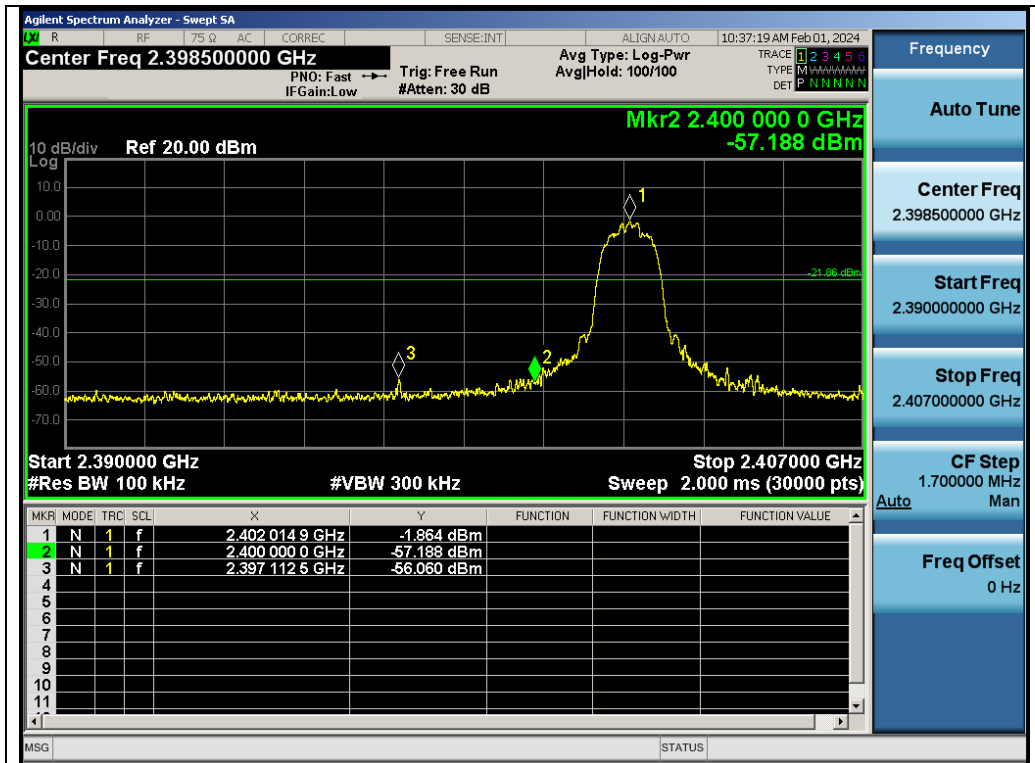 Agilent Spectrum Analyzer - Swept SA
LXI R RF 75 Ω AC CORREC SENSE:INT ALIGN AUTO 10:37:19 AM Feb 01, 2024
Center Freq 2.398500000 GHz
PNO: Fast
IFGain:Low
Trig: Free Run
#Atten: 30 dB
Avg Type: Log-Pwr
Avg|Hold: 100/100
TRACE 1 2 3 4 5 6
TYPE M
DET P N N N N N
Mkr2 2.400 000 0 GHz
-57.188 dBm
10 dB/div Ref 20.00 dBm
Log
10.0
0.00
-10.0
-20.0
-30.0
-40.0
-50.0
-60.0
-70.0
1
-21.86 dBm
3
2
Start 2.390000 GHz Stop 2.407000 GHz
#Res BW 100 kHz #VBW 300 kHz Sweep 2.000 ms (30000 pts)
MKR MODE TRC SCL X Y FUNCTION FUNCTION WIDTH FUNCTION VALUE
1 N 1 f 2.402 014 9 GHz -1.864 dBm
2 N 1 f 2.400 000 0 GHz -57.188 dBm
3 N 1 f 2.397 112 5 GHz -56.060 dBm
4
5
6
7
8
9
10
11
MSG STATUS
Frequency
Auto Tune
Center Freq
2.398500000 GHz
Start Freq
2.390000000 GHz
Stop Freq
2.407000000 GHz
CF Step
1.700000 MHz
Auto Man
Freq Offset
0 Hz